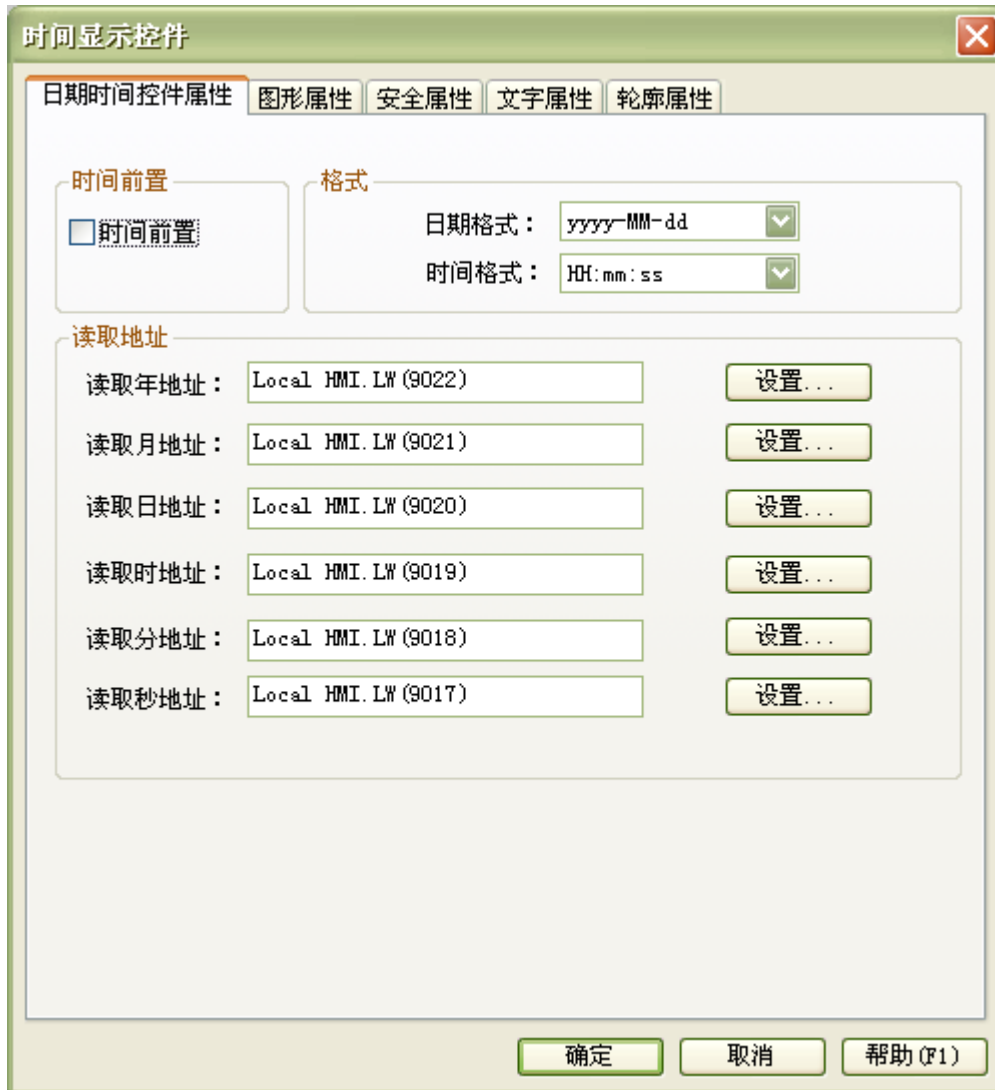 时间显示控件
日期时间控件属性 图形属性 安全属性 文字属性 轮廓属性
时间前置
时间前置
格式
日期格式： yyyy-MM-dd
时间格式： HH:mm:ss
读取地址
读取年地址： Local HMI.LW(9022) 设置...
读取月地址： Local HMI.LW(9021) 设置...
读取日地址： Local HMI.LW(9020) 设置...
读取时地址： Local HMI.LW(9019) 设置...
读取分地址： Local HMI.LW(9018) 设置...
读取秒地址： Local HMI.LW(9017) 设置...
确定 取消 帮助(F1)